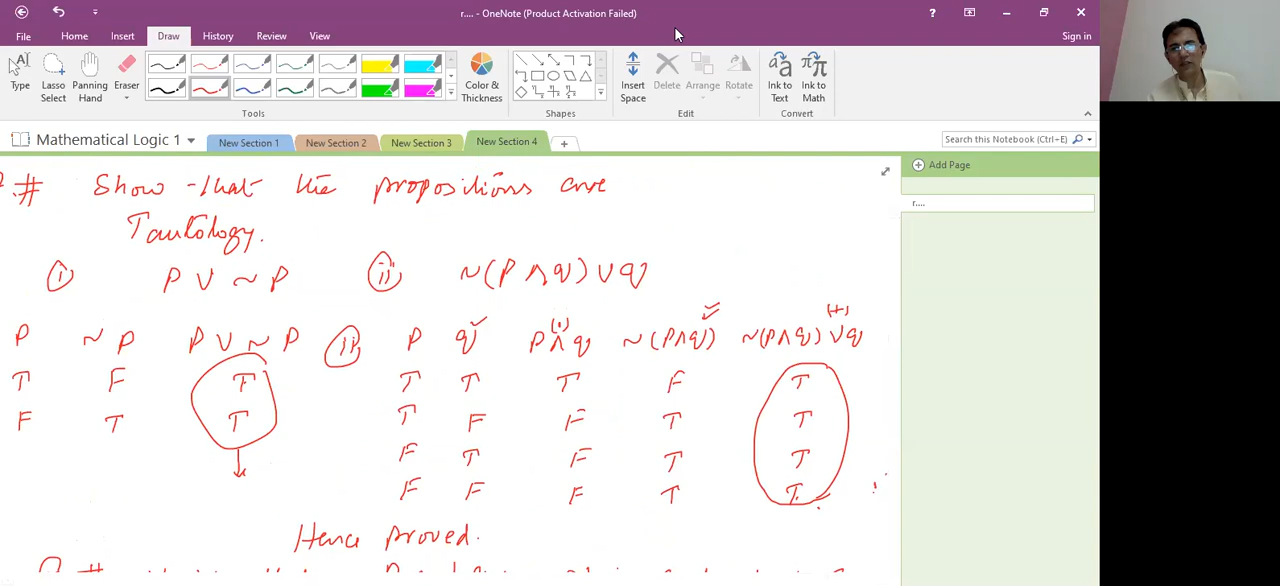 r.... - OneNote (Product Activation Failed)
File Home Insert Draw History Review View Sign in
Type Lasso Select Panning Hand Eraser Color & Thickness Insert Space Delete Arrange Rotate Ink to Text Ink to Math
Tools Shapes Edit Convert
Mathematical Logic 1 New Section 1 New Section 2 New Section 3 New Section 4 Search this Notebook (Ctrl+E)
Add Page
r....
# Show that the propositions are
Tautology.
(i) P ∨ ~ P (ii) ~(P ∧ q) ∨ q
P ~P P ∨ ~ P (ii) P q P ∧ q ~(P∧q) ~(P∧q) ∨ q
T F T T T T F T
F T T T F F T T
F T F T T
F F F T T
Hence proved.